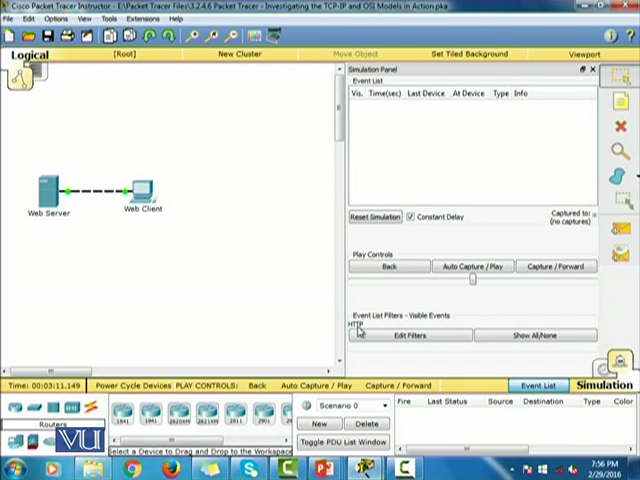 Cisco Packet Tracer Instructor - E:\Packet Tracer Files\3.2.4.6 Packet Tracer - Investigating the TCP-IP and OSI Models in Action.pka
File Edit Options View Tools Extensions Help
Logical [Root] New Cluster Move Object Set Tiled Background Viewport
Simulation Panel
Event List
Vis. Time(sec) Last Device At Device Type Info
Web Server
Web Client
Reset Simulation Constant Delay Captured to:
(no captures)
Play Controls
Back Auto Capture / Play Capture / Forward
Event List Filters - Visible Events
HTTP
Edit Filters Show All/None
Time: 00:03:11.149 Power Cycle Devices PLAY CONTROLS: Back Auto Capture / Play Capture / Forward Event List Simulation
Scenario 0
Fire Last Status Source Destination Type Color
1841 1941 2620XM 2621XM 2811 2901
Routers
New Delete
Toggle PDU List Window
VU
Select a Device to Drag and Drop to the Workspace
7:56 PM
2/29/2016